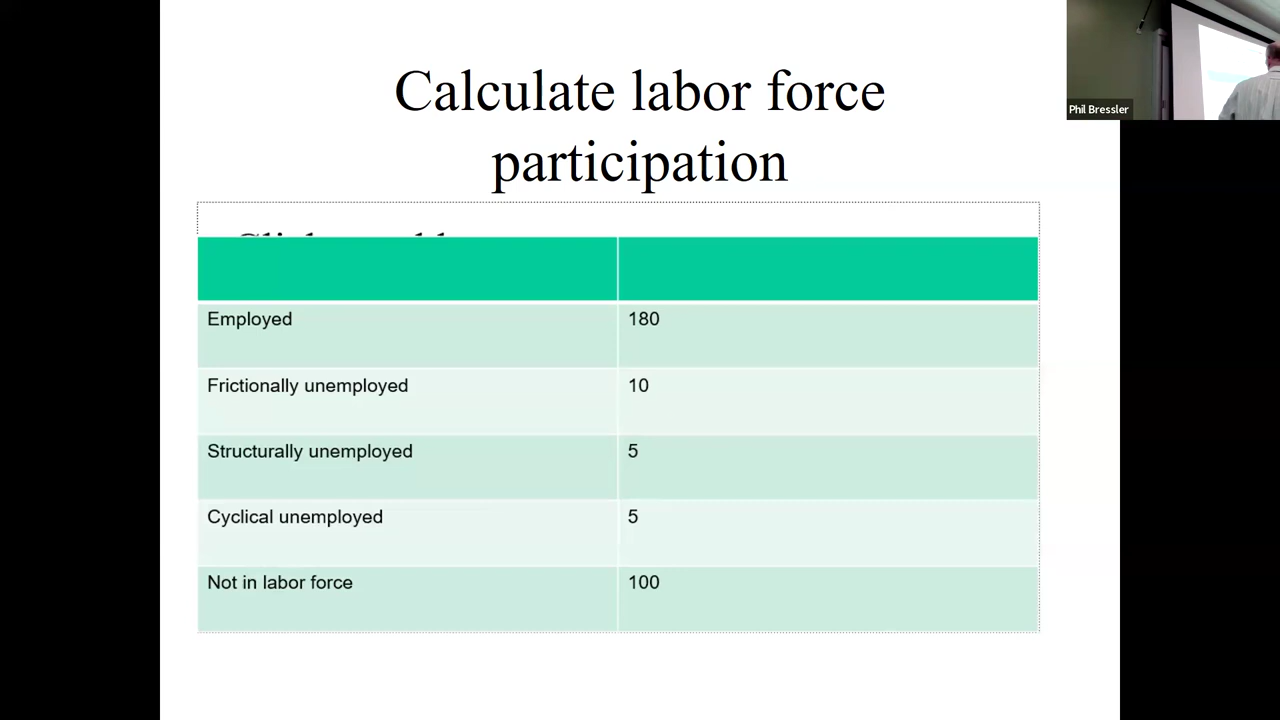 Calculate labor force
participation
Phil Bressler
Employed 180
Frictionally unemployed 10
Structurally unemployed 5
Cyclical unemployed 5
Not in labor force 100